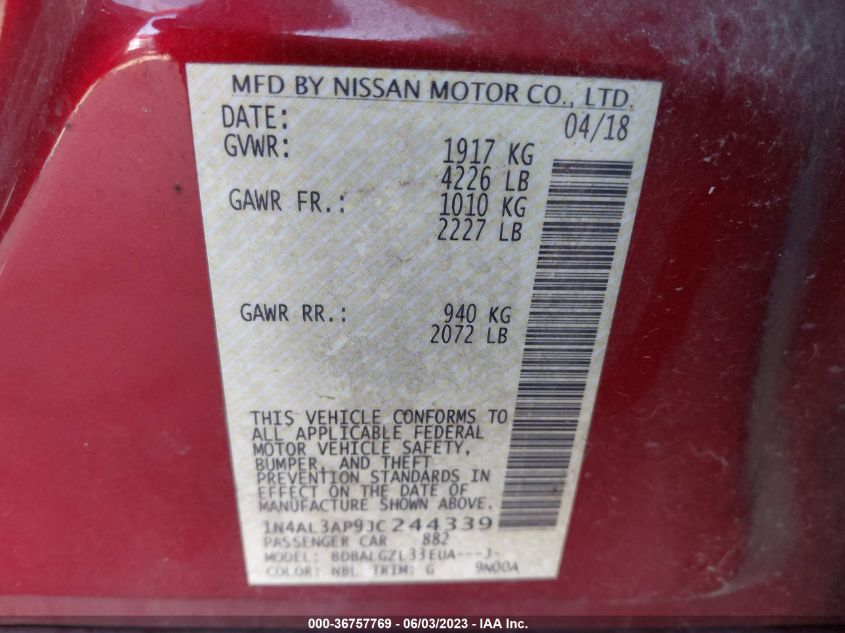 MFD BY NISSAN MOTOR CO., LTD.
DATE: 04/18
GVWR: 1917 KG
4226 LB
GAWR FR.: 1010 KG
2227 LB
GAWR RR.: 940 KG
2072 LB
THIS VEHICLE CONFORMS TO
ALL APPLICABLE FEDERAL
MOTOR VEHICLE SAFETY,
BUMPER, AND THEFT
PREVENTION STANDARDS IN
EFFECT ON THE DATE OF
MANUFACTURE SHOWN ABOVE.
1N4AL3AP9JC244339
PASSENGER CAR 882
MODEL: BDBALGZL33EUA---J-
COLOR: NBL TRIM: G 9N00A
000-36757769 - 06/03/2023 - IAA Inc.